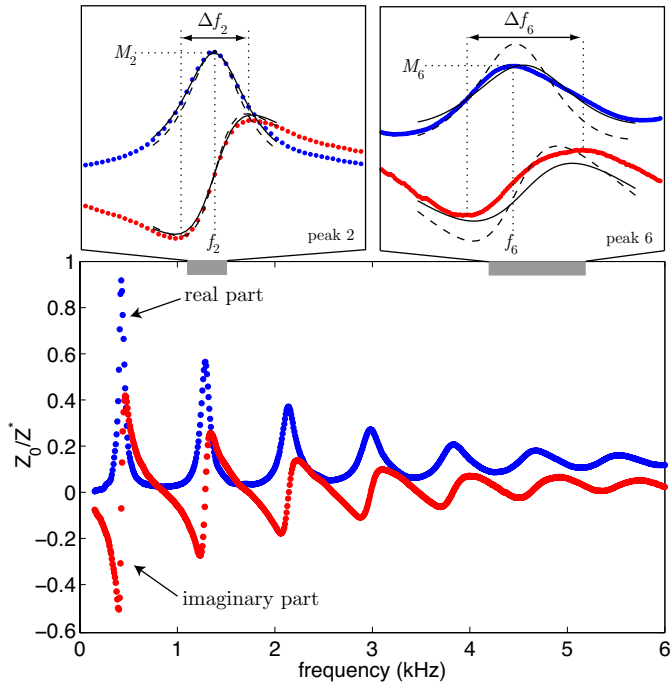 Δf2
Δf6
M2
M6
f2
peak 2
f6
peak 6
1
0.8
0.6
0.4
0.2
0
−0.2
−0.4
−0.6
Z0/Z*
real part
imaginary part
0
1
2
3
4
5
6
frequency (kHz)